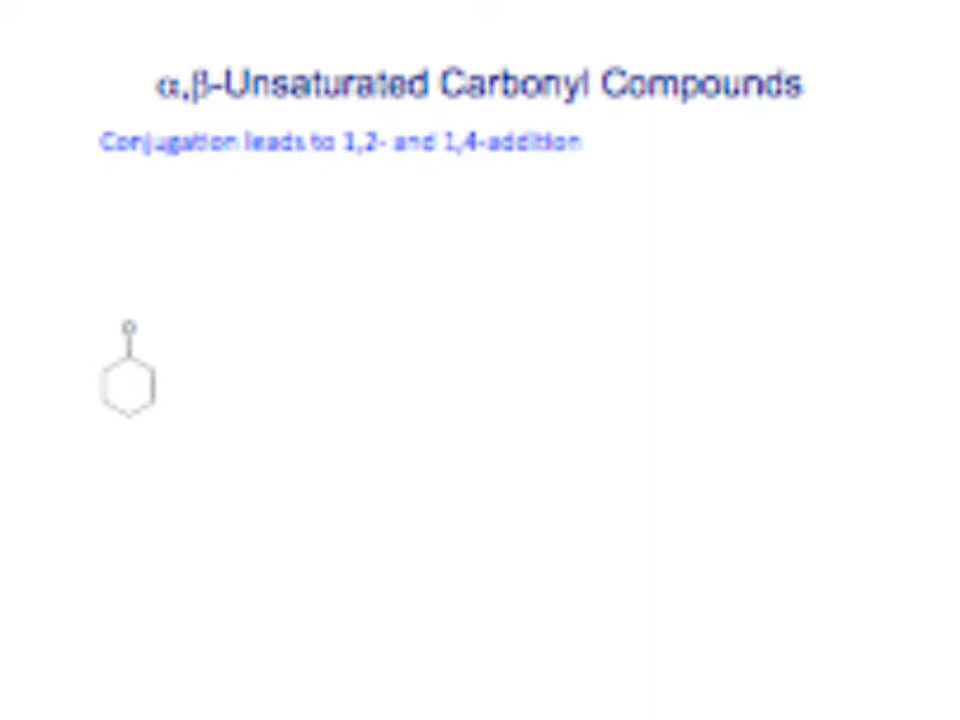 α,β-Unsaturated Carbonyl Compounds
Conjugation leads to 1,2- and 1,4-addition
O